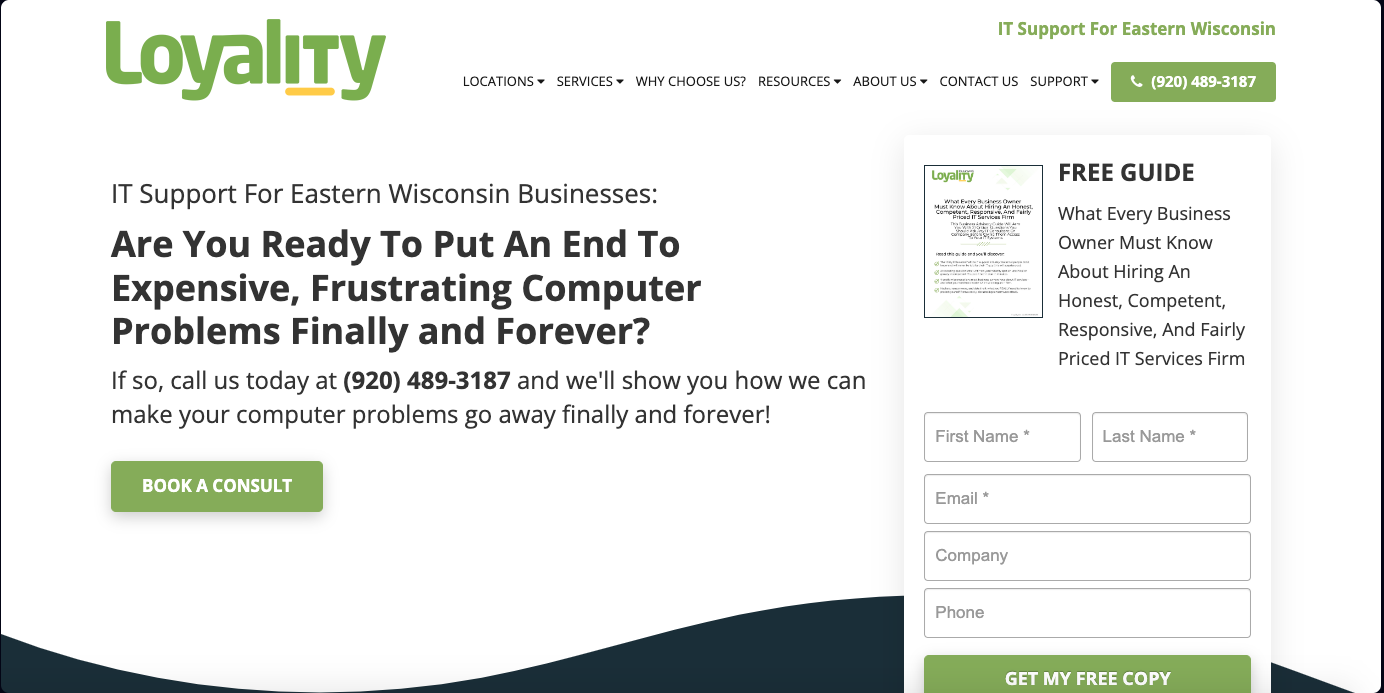 LoyalITy
IT Support For Eastern Wisconsin
LOCATIONS SERVICES WHY CHOOSE US? RESOURCES ABOUT US CONTACT US SUPPORT (920) 489-3187
IT Support For Eastern Wisconsin Businesses:
Are You Ready To Put An End To
Expensive, Frustrating Computer
Problems Finally and Forever?
If so, call us today at (920) 489-3187 and we'll show you how we can
make your computer problems go away finally and forever!
BOOK A CONSULT
LoyalITy
What Every Business Owner
Must Know About Hiring An Honest,
Competent, Responsive, And Fairly
Priced IT Services Firm
FREE GUIDE
What Every Business
Owner Must Know
About Hiring An
Honest, Competent,
Responsive, And Fairly
Priced IT Services Firm
First Name * Last Name *
Email *
Company
Phone
GET MY FREE COPY